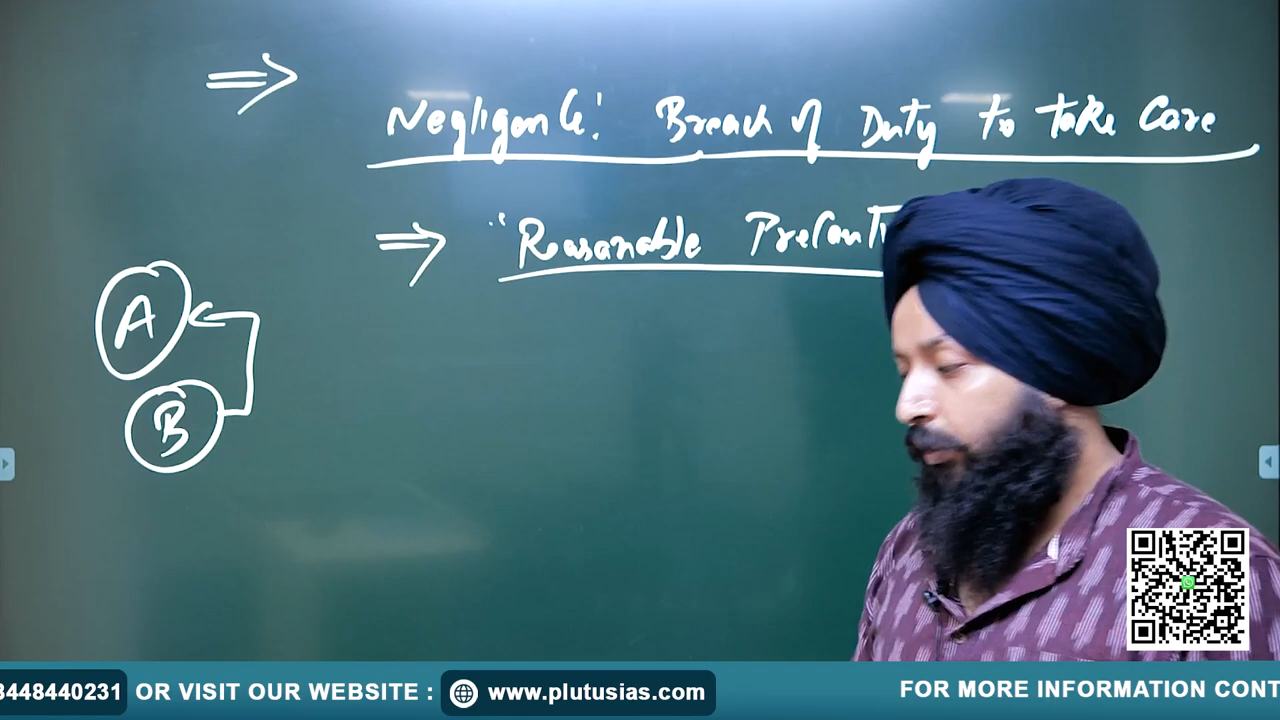 ⇒
Negligence: Breach of Duty to take Care
⇒ "Reasonable Precauti
A
B
8448440231 OR VISIT OUR WEBSITE : www.plutusias.com FOR MORE INFORMATION CONT